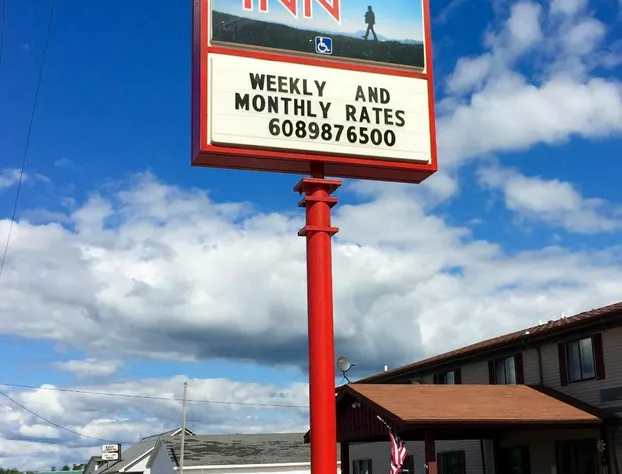 INN
WEEKLY AND
MONTHLY RATES
6089876500